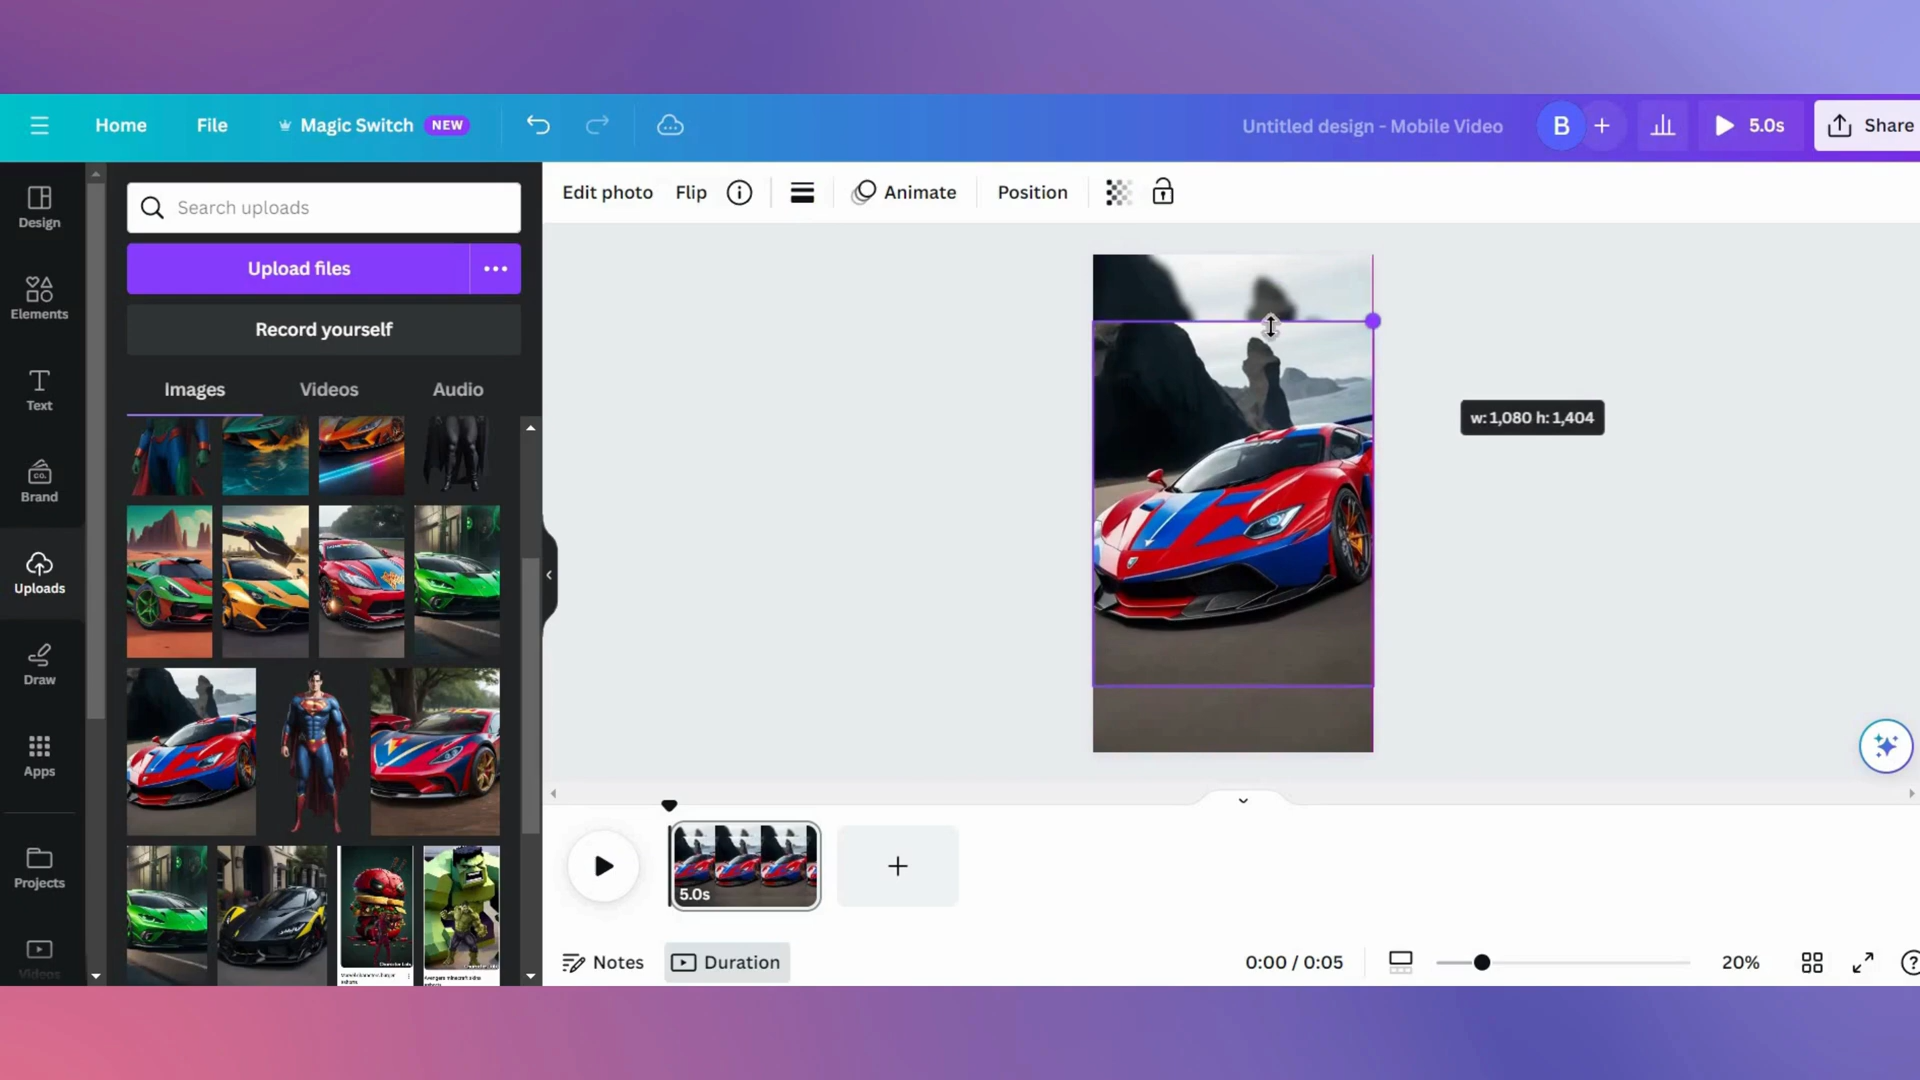 Home File Magic Switch NEW Untitled design - Mobile Video B + 5.0s Share
Design
Elements
Text
CO.
Brand
Uploads
Draw
Apps
Projects
Videos
Search uploads
Upload files
Record yourself
Images Videos Audio
Edit photo Flip Animate Position
w: 1,080 h: 1,404
5.0s
Notes Duration 0:00 / 0:05 20%